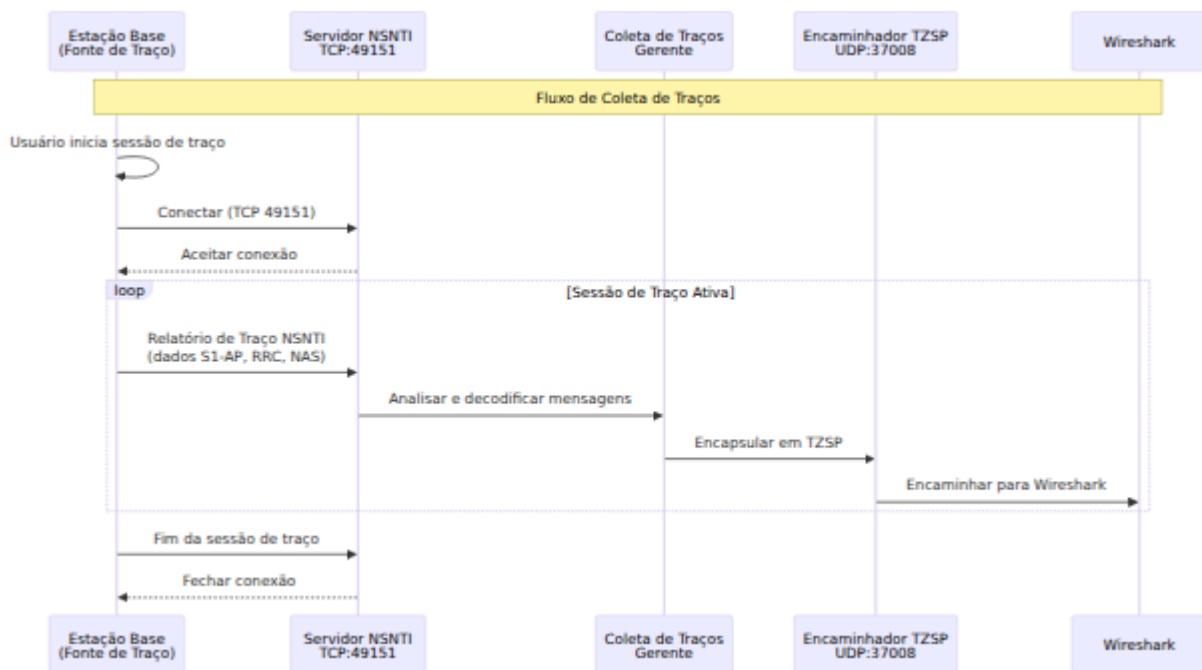 Estação Base
(Fonte de Traço)
Servidor NSNTI
TCP:49151
Coleta de Traços
Gerente
Encaminhador TZSP
UDP:37008
Wireshark
Fluxo de Coleta de Traços
Usuário inicia sessão de traço
Conectar (TCP 49151)
Aceitar conexão
loop
[Sessão de Traço Ativa]
Relatório de Traço NSNTI
(dados S1-AP, RRC, NAS)
Analisar e decodificar mensagens
Encapsular em TZSP
Encaminhar para Wireshark
Fim da sessão de traço
Fechar conexão
Estação Base
(Fonte de Traço)
Servidor NSNTI
TCP:49151
Coleta de Traços
Gerente
Encaminhador TZSP
UDP:37008
Wireshark